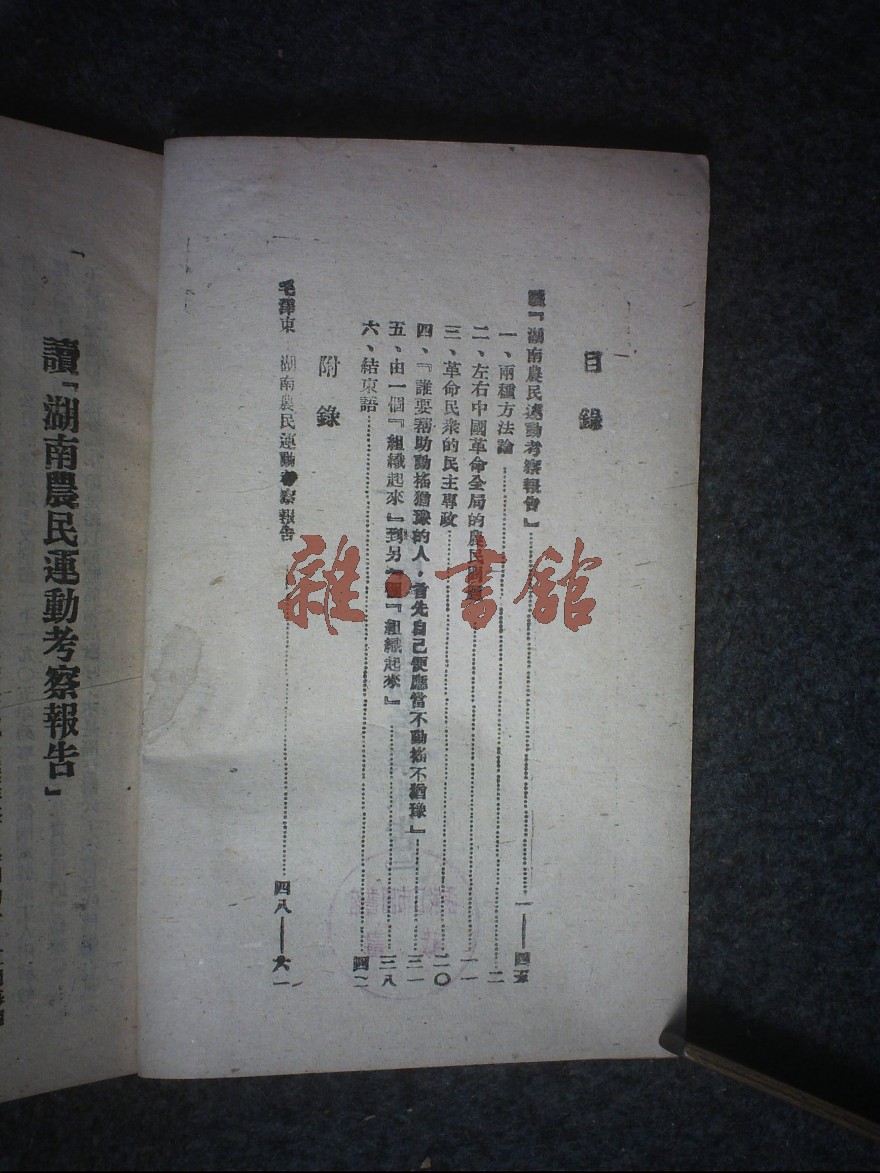 目錄
讀『湖南農民運動考察報告』 一——四五
一、兩種方法論 二
二、左右中國革命全局的農民問題 一一
三、革命民衆的民主專政 二〇
四、『誰要幫助動搖猶豫的人，首先自己便應當不動搖不猶豫』 三一
五、由一個『組織起來』到另一個『組織起來』 三八
六、結束語 四二
附錄
毛澤東 湖南農民運動考察報告 四八——六一
讀「湖南農民運動考察報告」
雜·書館